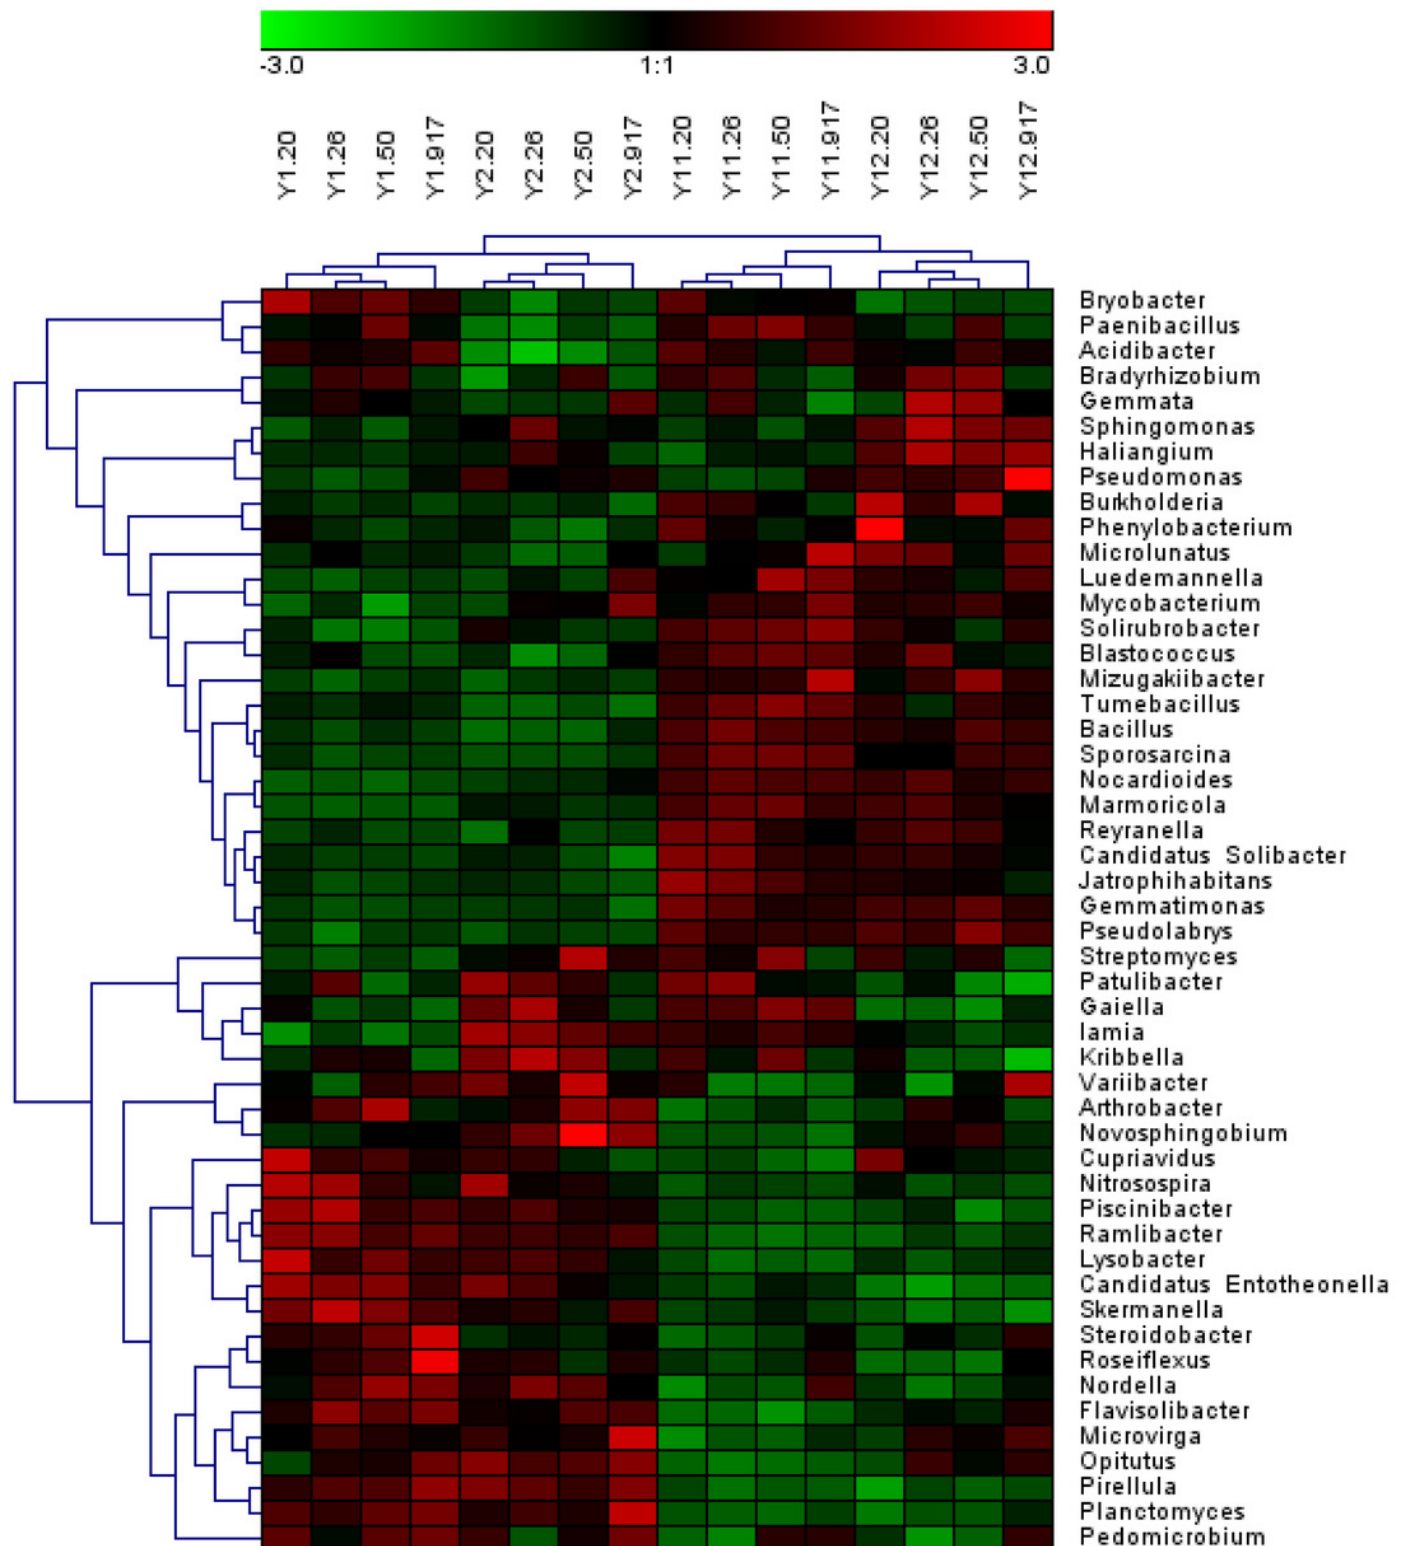 -3.0 1:1 3.0
Y1.20 Y1.26 Y1.50 Y1.917 Y2.20 Y2.26 Y2.50 Y2.917 Y11.20 Y11.26 Y11.50 Y11.917 Y12.20 Y12.26 Y12.50 Y12.917
Bryobacter
Paenibacillus
Acidibacter
Bradyrhizobium
Gemmata
Sphingomonas
Haliangium
Pseudomonas
Burkholderia
Phenylobacterium
Microlunatus
Luedemannella
Mycobacterium
Solirubrobacter
Blastococcus
Mizugakiibacter
Tumebacillus
Bacillus
Sporosarcina
Nocardioides
Marmoricola
Reyranella
Candidatus Solibacter
Jatrophihabitans
Gemmatimonas
Pseudolabrys
Streptomyces
Patulibacter
Gaiella
Iamia
Kribbella
Variibacter
Arthrobacter
Novosphingobium
Cupriavidus
Nitrosospira
Piscinibacter
Ramlibacter
Lysobacter
Candidatus Entotheonella
Skermanella
Steroidobacter
Roseiflexus
Nordella
Flavisolibacter
Microvirga
Opitutus
Pirellula
Planctomyces
Pedomicrobium